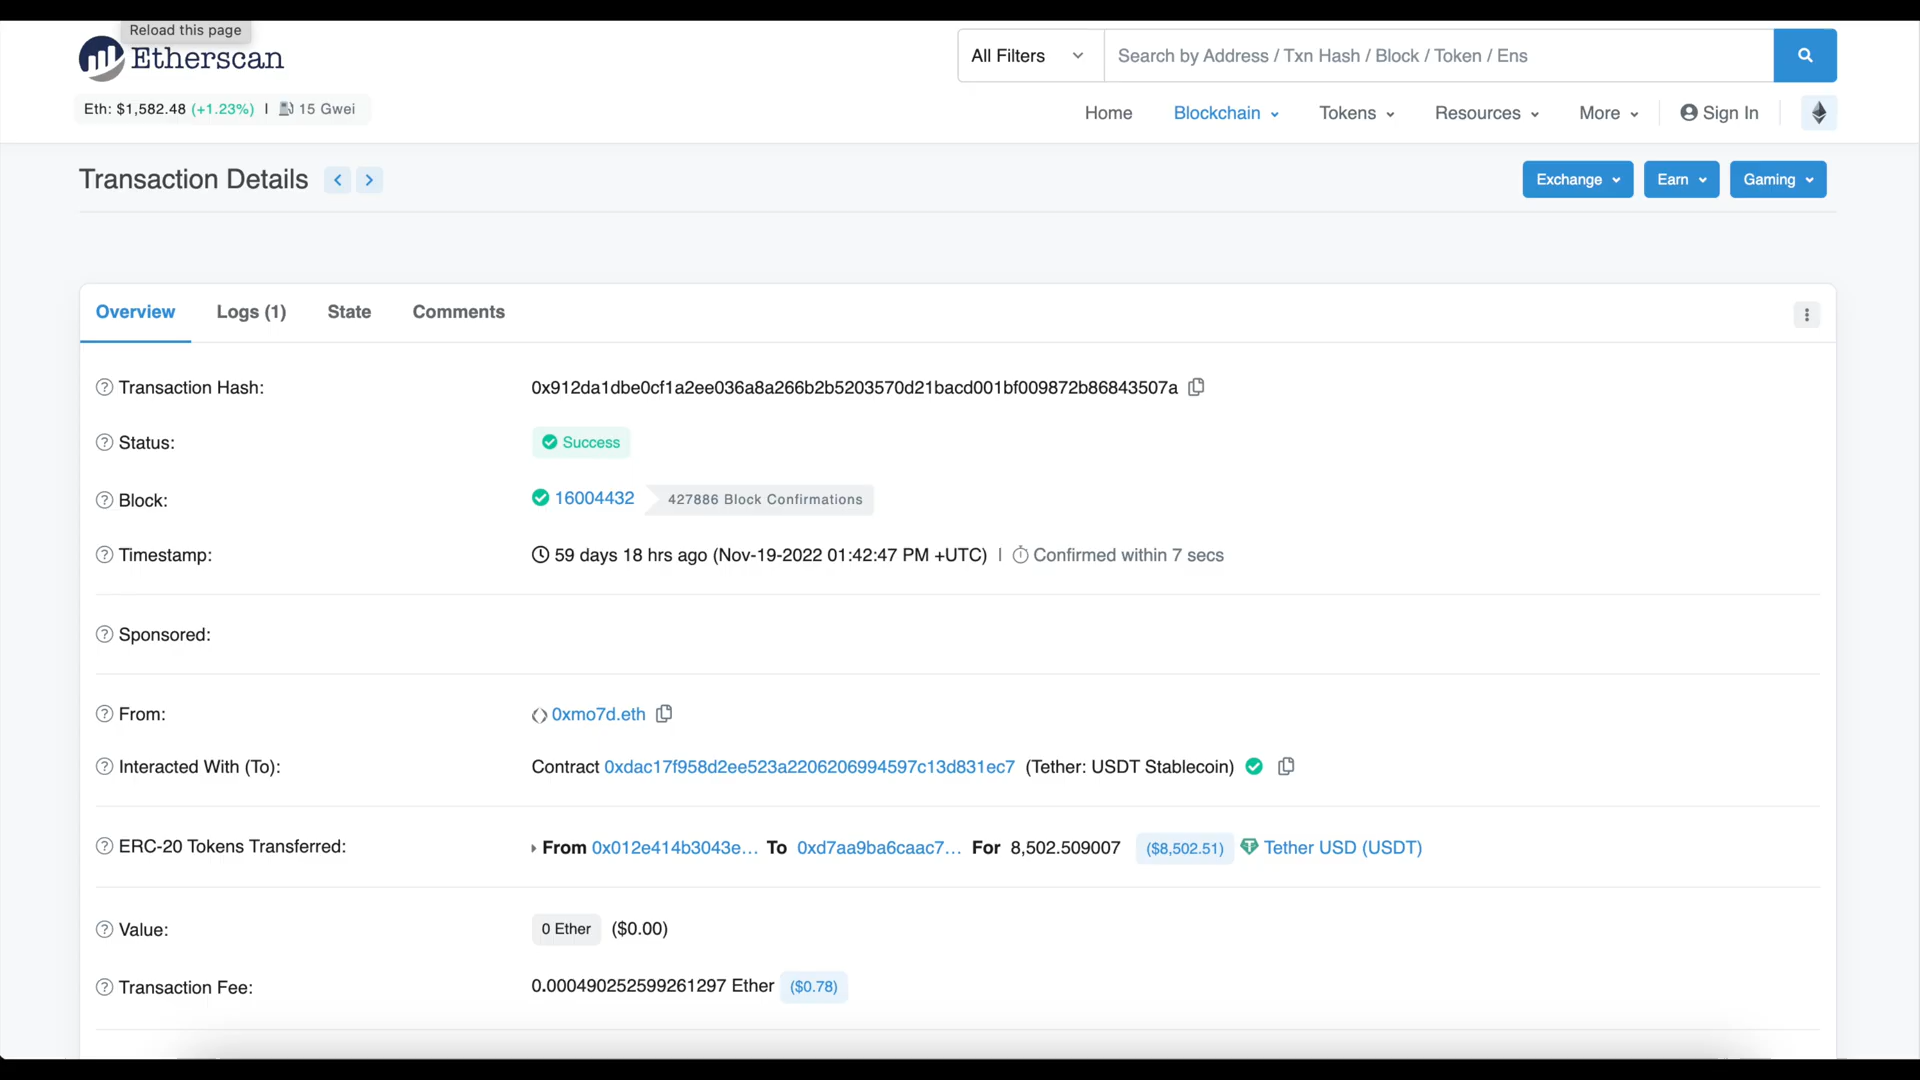 Reload this page
Etherscan
All Filters
Search by Address / Txn Hash / Block / Token / Ens
Eth: $1,582.48 (+1.23%) | 15 Gwei
Home Blockchain Tokens Resources More Sign In
Transaction Details
Exchange Earn Gaming
Overview Logs (1) State Comments
Transaction Hash: 0x912da1dbe0cf1a2ee036a8a266b2b5203570d21bacd001bf009872b86843507a
Status: Success
Block: 16004432 427886 Block Confirmations
Timestamp: 59 days 18 hrs ago (Nov-19-2022 01:42:47 PM +UTC) | Confirmed within 7 secs
Sponsored:
From: 0xmo7d.eth
Interacted With (To): Contract 0xdac17f958d2ee523a2206206994597c13d831ec7 (Tether: USDT Stablecoin)
ERC-20 Tokens Transferred: From 0x012e414b3043e... To 0xd7aa9ba6caac7... For 8,502.509007 ($8,502.51) Tether USD (USDT)
Value: 0 Ether ($0.00)
Transaction Fee: 0.000490252599261297 Ether ($0.78)